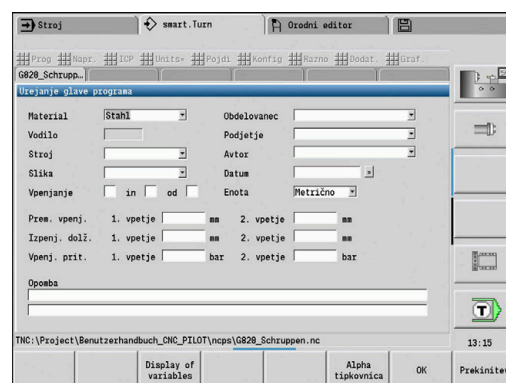 Stroj
smart.Turn
Orodni editor
Prog Napr. ICP Units» Pojdi Konfig Razno Dodat. Graf.
G820_Schrupp…
Urejanje glave programa
Material Stahl Obdelovanec
Vodilo Podjetje
Stroj Avtor
Slika Datum »
Vpenjanje in od Enota Metrično
Prem. vpenj. 1. vpetje mm 2. vpetje mm
Izpenj. dolž. 1. vpetje mm 2. vpetje mm
Vpenj. prit. 1. vpetje bar 2. vpetje bar
Opomba
TNC:\Project\Benutzerhandbuch_CNC_PILOT\ncps\G820_Schruppen.nc
T
13:15
Display of variables
Alpha tipkovnica
OK
Prekinitev